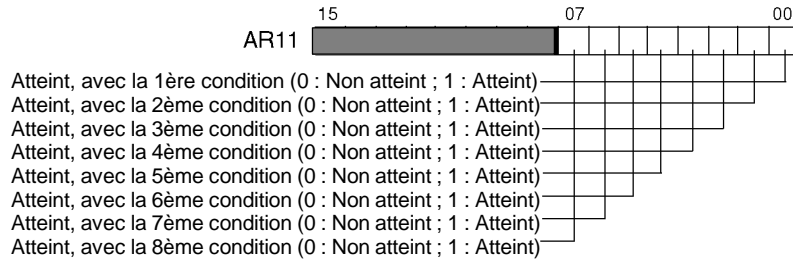 15 07 00
AR11
Atteint, avec la 1ère condition (0 : Non atteint ; 1 : Atteint)
Atteint, avec la 2ème condition (0 : Non atteint ; 1 : Atteint)
Atteint, avec la 3ème condition (0 : Non atteint ; 1 : Atteint)
Atteint, avec la 4ème condition (0 : Non atteint ; 1 : Atteint)
Atteint, avec la 5ème condition (0 : Non atteint ; 1 : Atteint)
Atteint, avec la 6ème condition (0 : Non atteint ; 1 : Atteint)
Atteint, avec la 7ème condition (0 : Non atteint ; 1 : Atteint)
Atteint, avec la 8ème condition (0 : Non atteint ; 1 : Atteint)